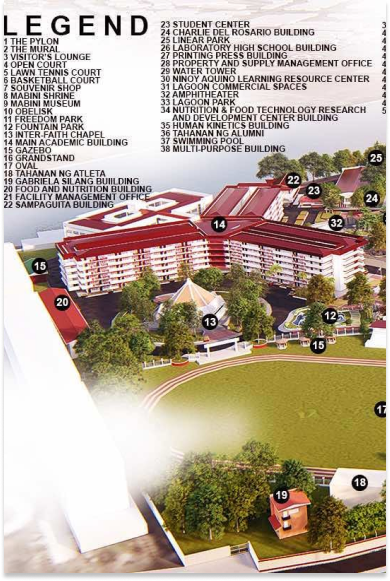 LEGEND
1 THE PYLON
2 THE MURAL
3 VISITOR'S LOUNGE
4 OPEN COURT
5 LAWN TENNIS COURT
6 BASKETBALL COURT
7 SOUVENIR SHOP
8 MABINI SHRINE
9 MABINI MUSEUM
10 OBELISK
11 FREEDOM PARK
12 FOUNTAIN PARK
13 INTER-FAITH CHAPEL
14 MAIN ACADEMIC BUILDING
15 GAZEBO
16 GRANDSTAND
17 OVAL
18 TAHANAN NG ATLETA
19 GABRIELA SILANG BUILDING
20 FOOD AND NUTRITION BUILDING
21 FACILITY MANAGEMENT OFFICE
22 SAMPAGUITA BUILDING
23 STUDENT CENTER 3
24 CHARLIE DEL ROSARIO BUILDING 4
25 LINEAR PARK 4
26 LABORATORY HIGH SCHOOL BUILDING 4
27 PRINTING PRESS BUILDING 4
28 PROPERTY AND SUPPLY MANAGEMENT OFFICE 4
29 WATER TOWER 4
30 NINOY AQUINO LEARNING RESOURCE CENTER 4
31 LAGOON COMMERCIAL SPACES 4
32 AMPHITHEATER 4
33 LAGOON PARK 4
34 NUTRITION & FOOD TECHNOLOGY RESEARCH 5
AND DEVELOPMENT CENTER BUILDING
35 HUMAN KINETICS BUILDING
36 TAHANAN NG ALUMNI
37 SWIMMING POOL
38 MULTI-PURPOSE BUILDING
25
22
23
24
32
14
15
20
13
12
15
17
18
19